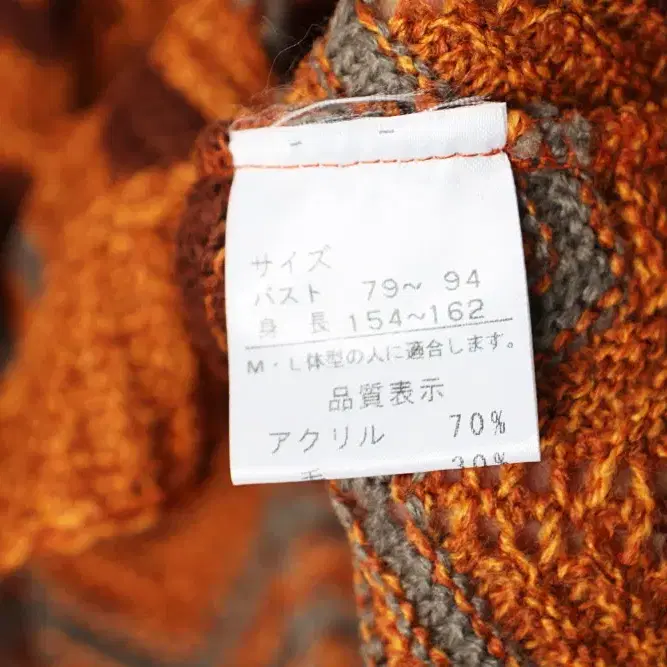 サイズ
バスト 79～94
身長 154～162
M・L体型の人に適合します。
品質表示
アクリル 70%